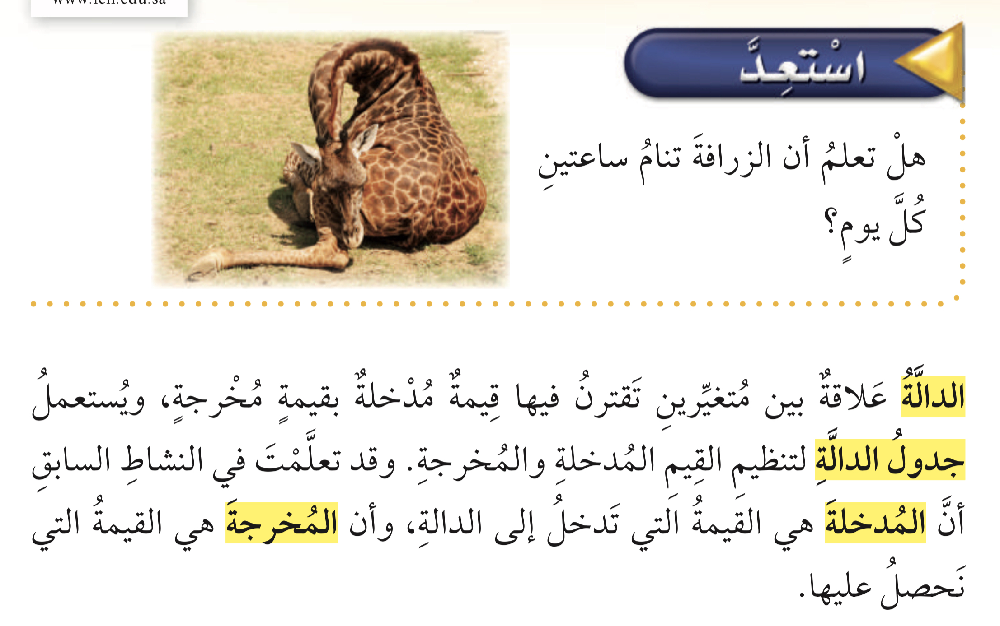 اسْتَعِدَّ
هلْ تعلمُ أن الزرافةَ تنامُ ساعتينِ
كُلَّ يومٍ؟
الدالَّةُ عَلاقةٌ بين مُتغيِّرينِ تَقترنُ فيها قِيمةٌ مُدْخلةٌ بقيمةٍ مُخْرجةٍ، ويُستعملُ
جدولُ الدالَّةِ لتنظيمِ القِيمِ المُدخلةِ والمُخرجةِ. وقد تعلَّمْتَ في النشاطِ السابقِ
أنَّ المُدخلةَ هي القَيمةُ الَتي تَدخلُ إلى الدالةِ، وأن المُخرجةَ هي القيمةُ التي
نَحصلُ عليها.